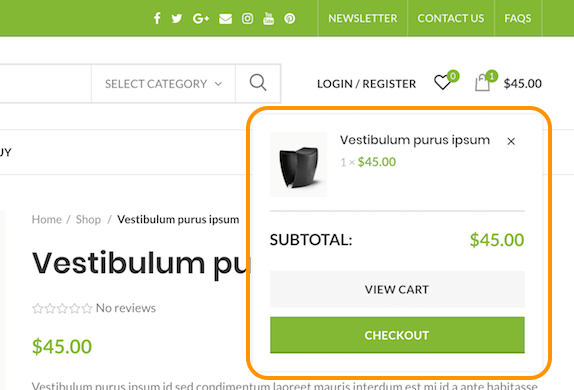 NEWSLETTER CONTACT US FAQS
SELECT CATEGORY LOGIN / REGISTER 0 1 $45.00
UY
Vestibulum purus ipsum ×
1 × $45.00
SUBTOTAL: $45.00
VIEW CART
CHECKOUT
Home / Shop / Vestibulum purus ipsum
Vestibulum pu
No reviews
$45.00
Vestibulum purus ipsum id sed condimentum laoreet mauris interdum est mi id a ante habitasse